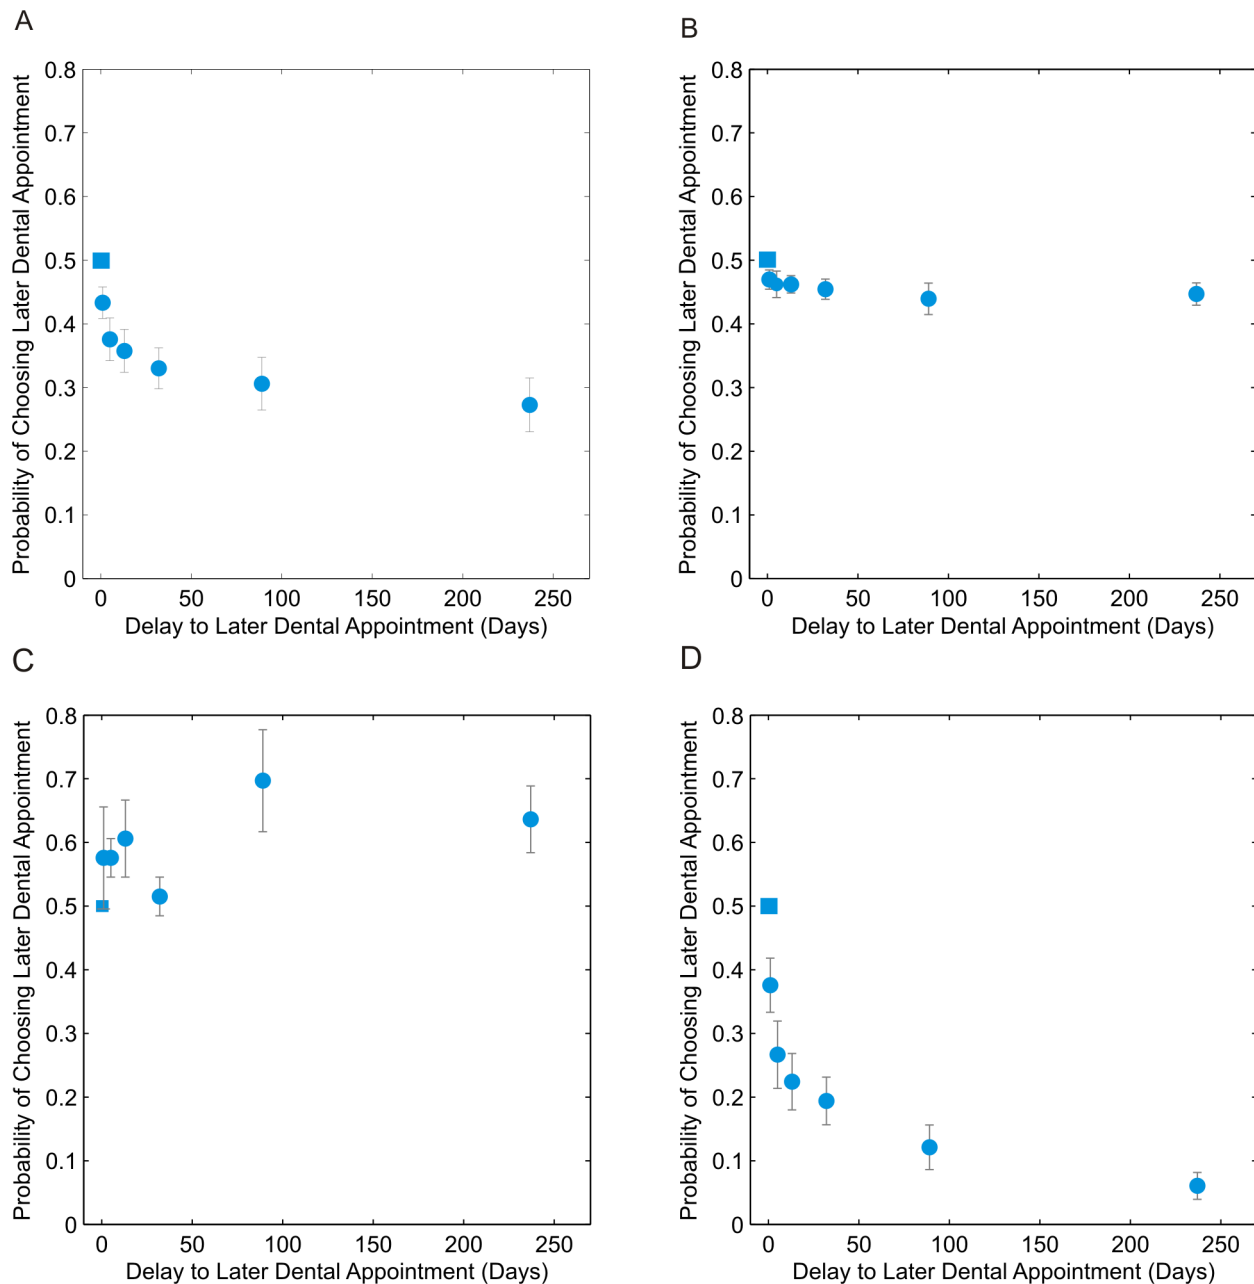 A
Probability of Choosing Later Dental Appointment
0.8
0.7
0.6
0.5
0.4
0.3
0.2
0.1
0
0 50 100 150 200 250
Delay to Later Dental Appointment (Days)
B
Probability of Choosing Later Dental Appointment
0.8
0.7
0.6
0.5
0.4
0.3
0.2
0.1
0
0 50 100 150 200 250
Delay to Later Dental Appointment (Days)
C
Probability of Choosing Later Dental Appointment
0.8
0.7
0.6
0.5
0.4
0.3
0.2
0.1
0
0 50 100 150 200 250
Delay to Later Dental Appointment (Days)
D
Probability of Choosing Later Dental Appointment
0.8
0.7
0.6
0.5
0.4
0.3
0.2
0.1
0
0 50 100 150 200 250
Delay to Later Dental Appointment (Days)